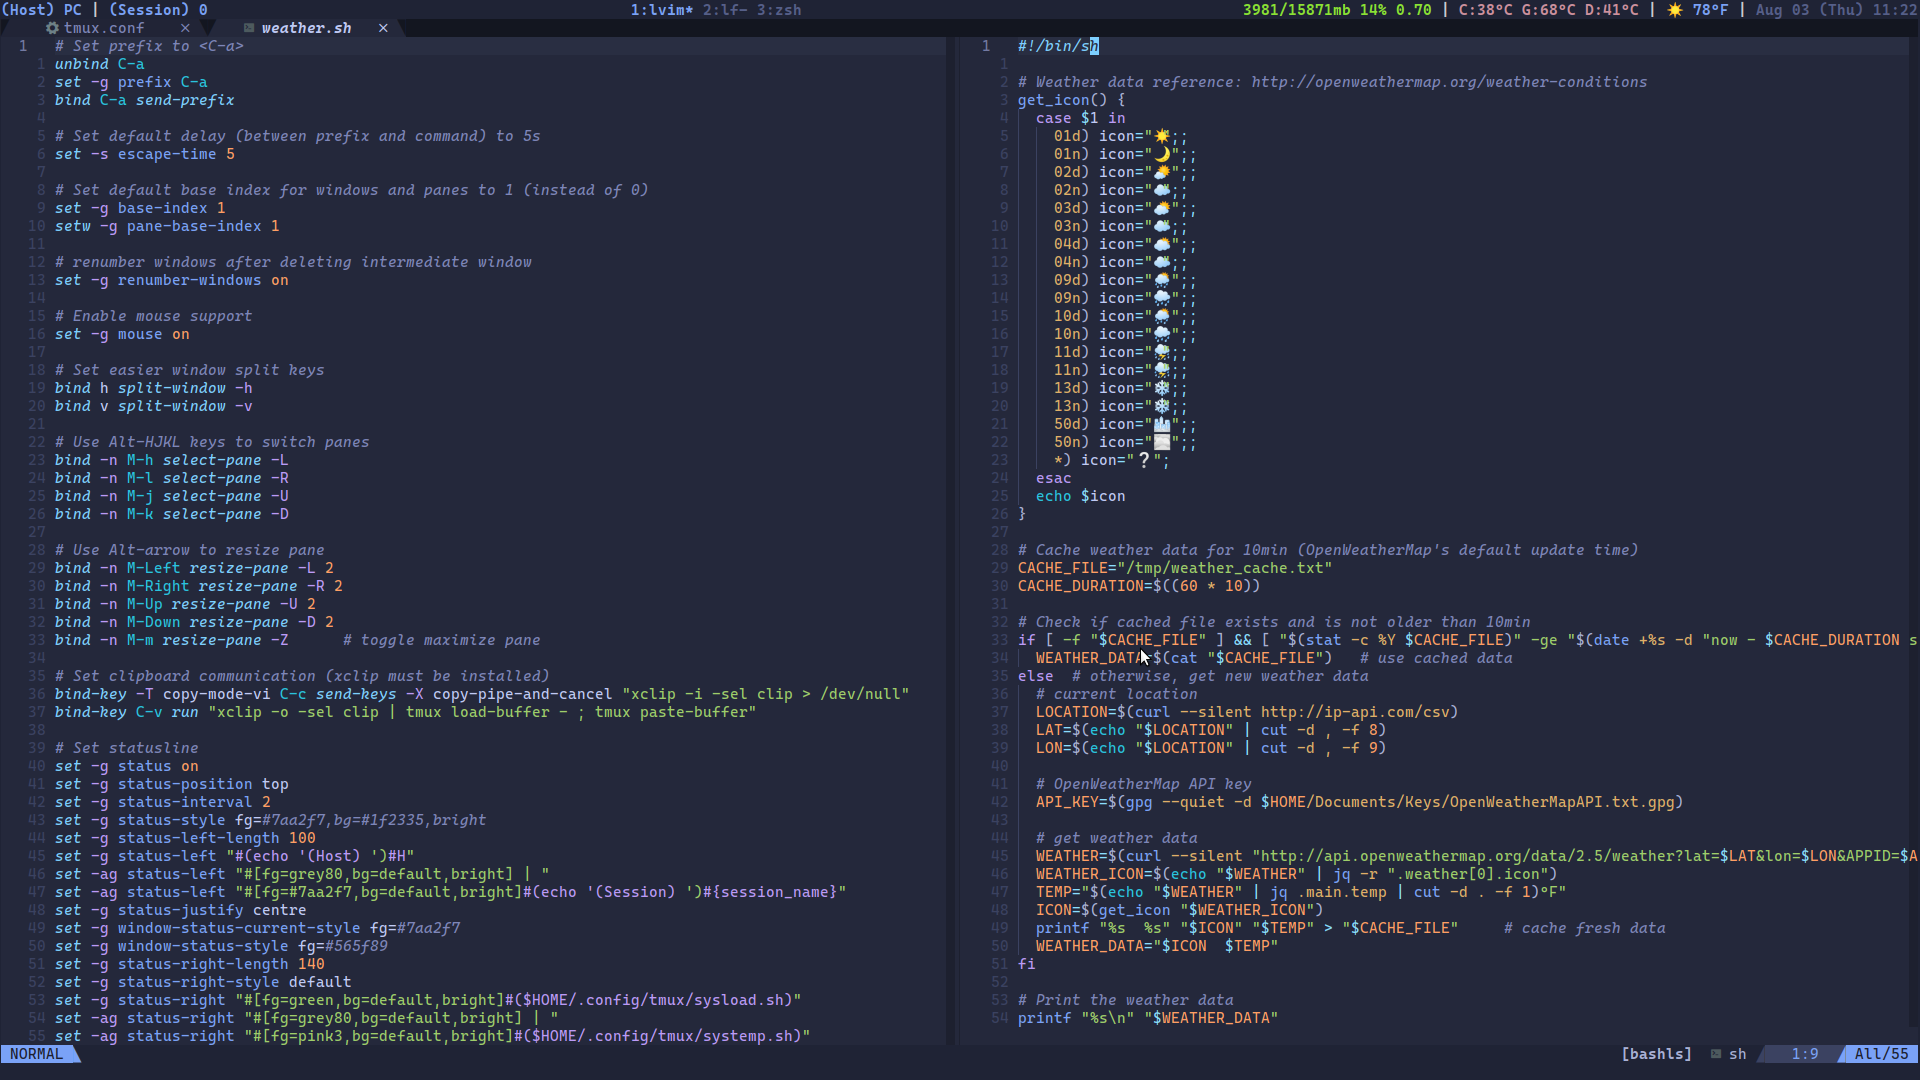 (Host) PC | (Session) 0 1:lvim* 2:lf- 3:zsh 3981/15871mb 14% 0.70 | C:38°C G:68°C D:41°C | ☀️ 78°F | Aug 03 (Thu) 11:22
tmux.conf × weather.sh ×
1 # Set prefix to <C-a>
1 unbind C-a
2 set -g prefix C-a
3 bind C-a send-prefix
4
5 # Set default delay (between prefix and command) to 5s
6 set -s escape-time 5
7
8 # Set default base index for windows and panes to 1 (instead of 0)
9 set -g base-index 1
10 setw -g pane-base-index 1
11
12 # renumber windows after deleting intermediate window
13 set -g renumber-windows on
14
15 # Enable mouse support
16 set -g mouse on
17
18 # Set easier window split keys
19 bind h split-window -h
20 bind v split-window -v
21
22 # Use Alt-HJKL keys to switch panes
23 bind -n M-h select-pane -L
24 bind -n M-l select-pane -R
25 bind -n M-j select-pane -U
26 bind -n M-k select-pane -D
27
28 # Use Alt-arrow to resize pane
29 bind -n M-Left resize-pane -L 2
30 bind -n M-Right resize-pane -R 2
31 bind -n M-Up resize-pane -U 2
32 bind -n M-Down resize-pane -D 2
33 bind -n M-m resize-pane -Z # toggle maximize pane
34
35 # Set clipboard communication (xclip must be installed)
36 bind-key -T copy-mode-vi C-c send-keys -X copy-pipe-and-cancel "xclip -i -sel clip > /dev/null"
37 bind-key C-v run "xclip -o -sel clip | tmux load-buffer - ; tmux paste-buffer"
38
39 # Set statusline
40 set -g status on
41 set -g status-position top
42 set -g status-interval 2
43 set -g status-style fg=#7aa2f7,bg=#1f2335,bright
44 set -g status-left-length 100
45 set -g status-left "#(echo '(Host) ')#H"
46 set -ag status-left "#[fg=grey80,bg=default,bright] | "
47 set -ag status-left "#[fg=#7aa2f7,bg=default,bright]#(echo '(Session) ')#{session_name}"
48 set -g status-justify centre
49 set -g window-status-current-style fg=#7aa2f7
50 set -g window-status-style fg=#565f89
51 set -g status-right-length 140
52 set -g status-right-style default
53 set -g status-right "#[fg=green,bg=default,bright]#($HOME/.config/tmux/sysload.sh)"
54 set -ag status-right "#[fg=grey80,bg=default,bright] | "
55 set -ag status-right "#[fg=pink3,bg=default,bright]#($HOME/.config/tmux/systemp.sh)"
1 #!/bin/sh
1
2 # Weather data reference: http://openweathermap.org/weather-conditions
3 get_icon() {
4 case $1 in
5 01d) icon="☀️";;
6 01n) icon="🌙";;
7 02d) icon="🌤️";;
8 02n) icon="☁️";;
9 03d) icon="⛅";;
10 03n) icon="☁️";;
11 04d) icon="⛅";;
12 04n) icon="☁️";;
13 09d) icon="🌦️";;
14 09n) icon="🌧️";;
15 10d) icon="🌦️";;
16 10n) icon="🌧️";;
17 11d) icon="⛈️";;
18 11n) icon="⛈️";;
19 13d) icon="❄️";;
20 13n) icon="❄️";;
21 50d) icon="🌫️";;
22 50n) icon="🌫️";;
23 *) icon="❔";
24 esac
25 echo $icon
26 }
27
28 # Cache weather data for 10min (OpenWeatherMap's default update time)
29 CACHE_FILE="/tmp/weather_cache.txt"
30 CACHE_DURATION=$((60 * 10))
31
32 # Check if cached file exists and is not older than 10min
33 if [ -f "$CACHE_FILE" ] && [ "$(stat -c %Y $CACHE_FILE)" -ge "$(date +%s -d "now - $CACHE_DURATION s
34 WEATHER_DATA=$(cat "$CACHE_FILE") # use cached data
35 else # otherwise, get new weather data
36 # current location
37 LOCATION=$(curl --silent http://ip-api.com/csv)
38 LAT=$(echo "$LOCATION" | cut -d , -f 8)
39 LON=$(echo "$LOCATION" | cut -d , -f 9)
40
41 # OpenWeatherMap API key
42 API_KEY=$(gpg --quiet -d $HOME/Documents/Keys/OpenWeatherMapAPI.txt.gpg)
43
44 # get weather data
45 WEATHER=$(curl --silent "http://api.openweathermap.org/data/2.5/weather?lat=$LAT&lon=$LON&APPID=$A
46 WEATHER_ICON=$(echo "$WEATHER" | jq -r ".weather[0].icon")
47 TEMP="$(echo "$WEATHER" | jq .main.temp | cut -d . -f 1)°F"
48 ICON=$(get_icon "$WEATHER_ICON")
49 printf "%s  %s" "$ICON" "$TEMP" > "$CACHE_FILE" # cache fresh data
50 WEATHER_DATA="$ICON  $TEMP"
51 fi
52
53 # Print the weather data
54 printf "%s\n" "$WEATHER_DATA"
NORMAL [bashls] sh 1:9 All/55